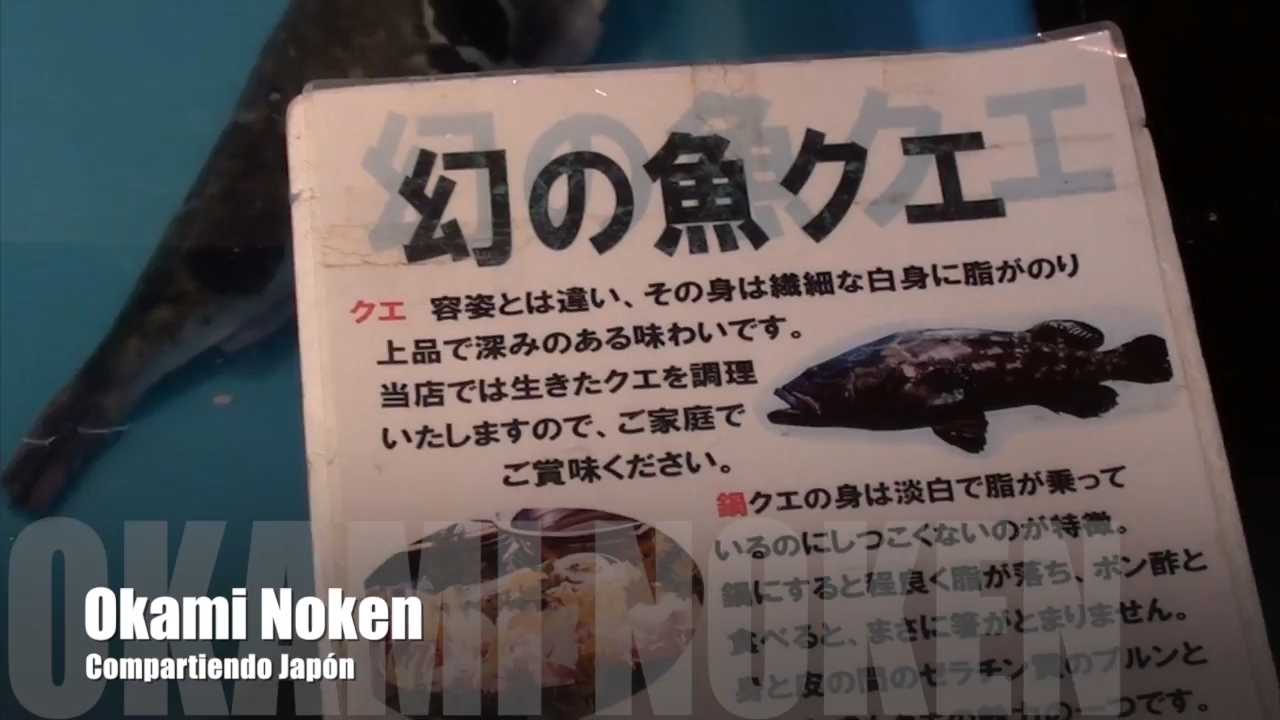 幻の魚クエ
クエ 容姿とは違い、その身は繊細な白身に脂がのり
上品で深みのある味わいです。
当店では生きたクエを調理
いたしますので、ご家庭で
ご賞味ください。
鍋クエの身は淡白で脂が乗って
いるのにしつこくないのが特徴。
鍋にすると程良く脂が落ち、ポン酢と
食べると、まさに箸がとまりません。
身と皮の間のゼラチン質のプルンと
の一つです。
OKAMI NOKEN
Okami Noken
Compartiendo Japón